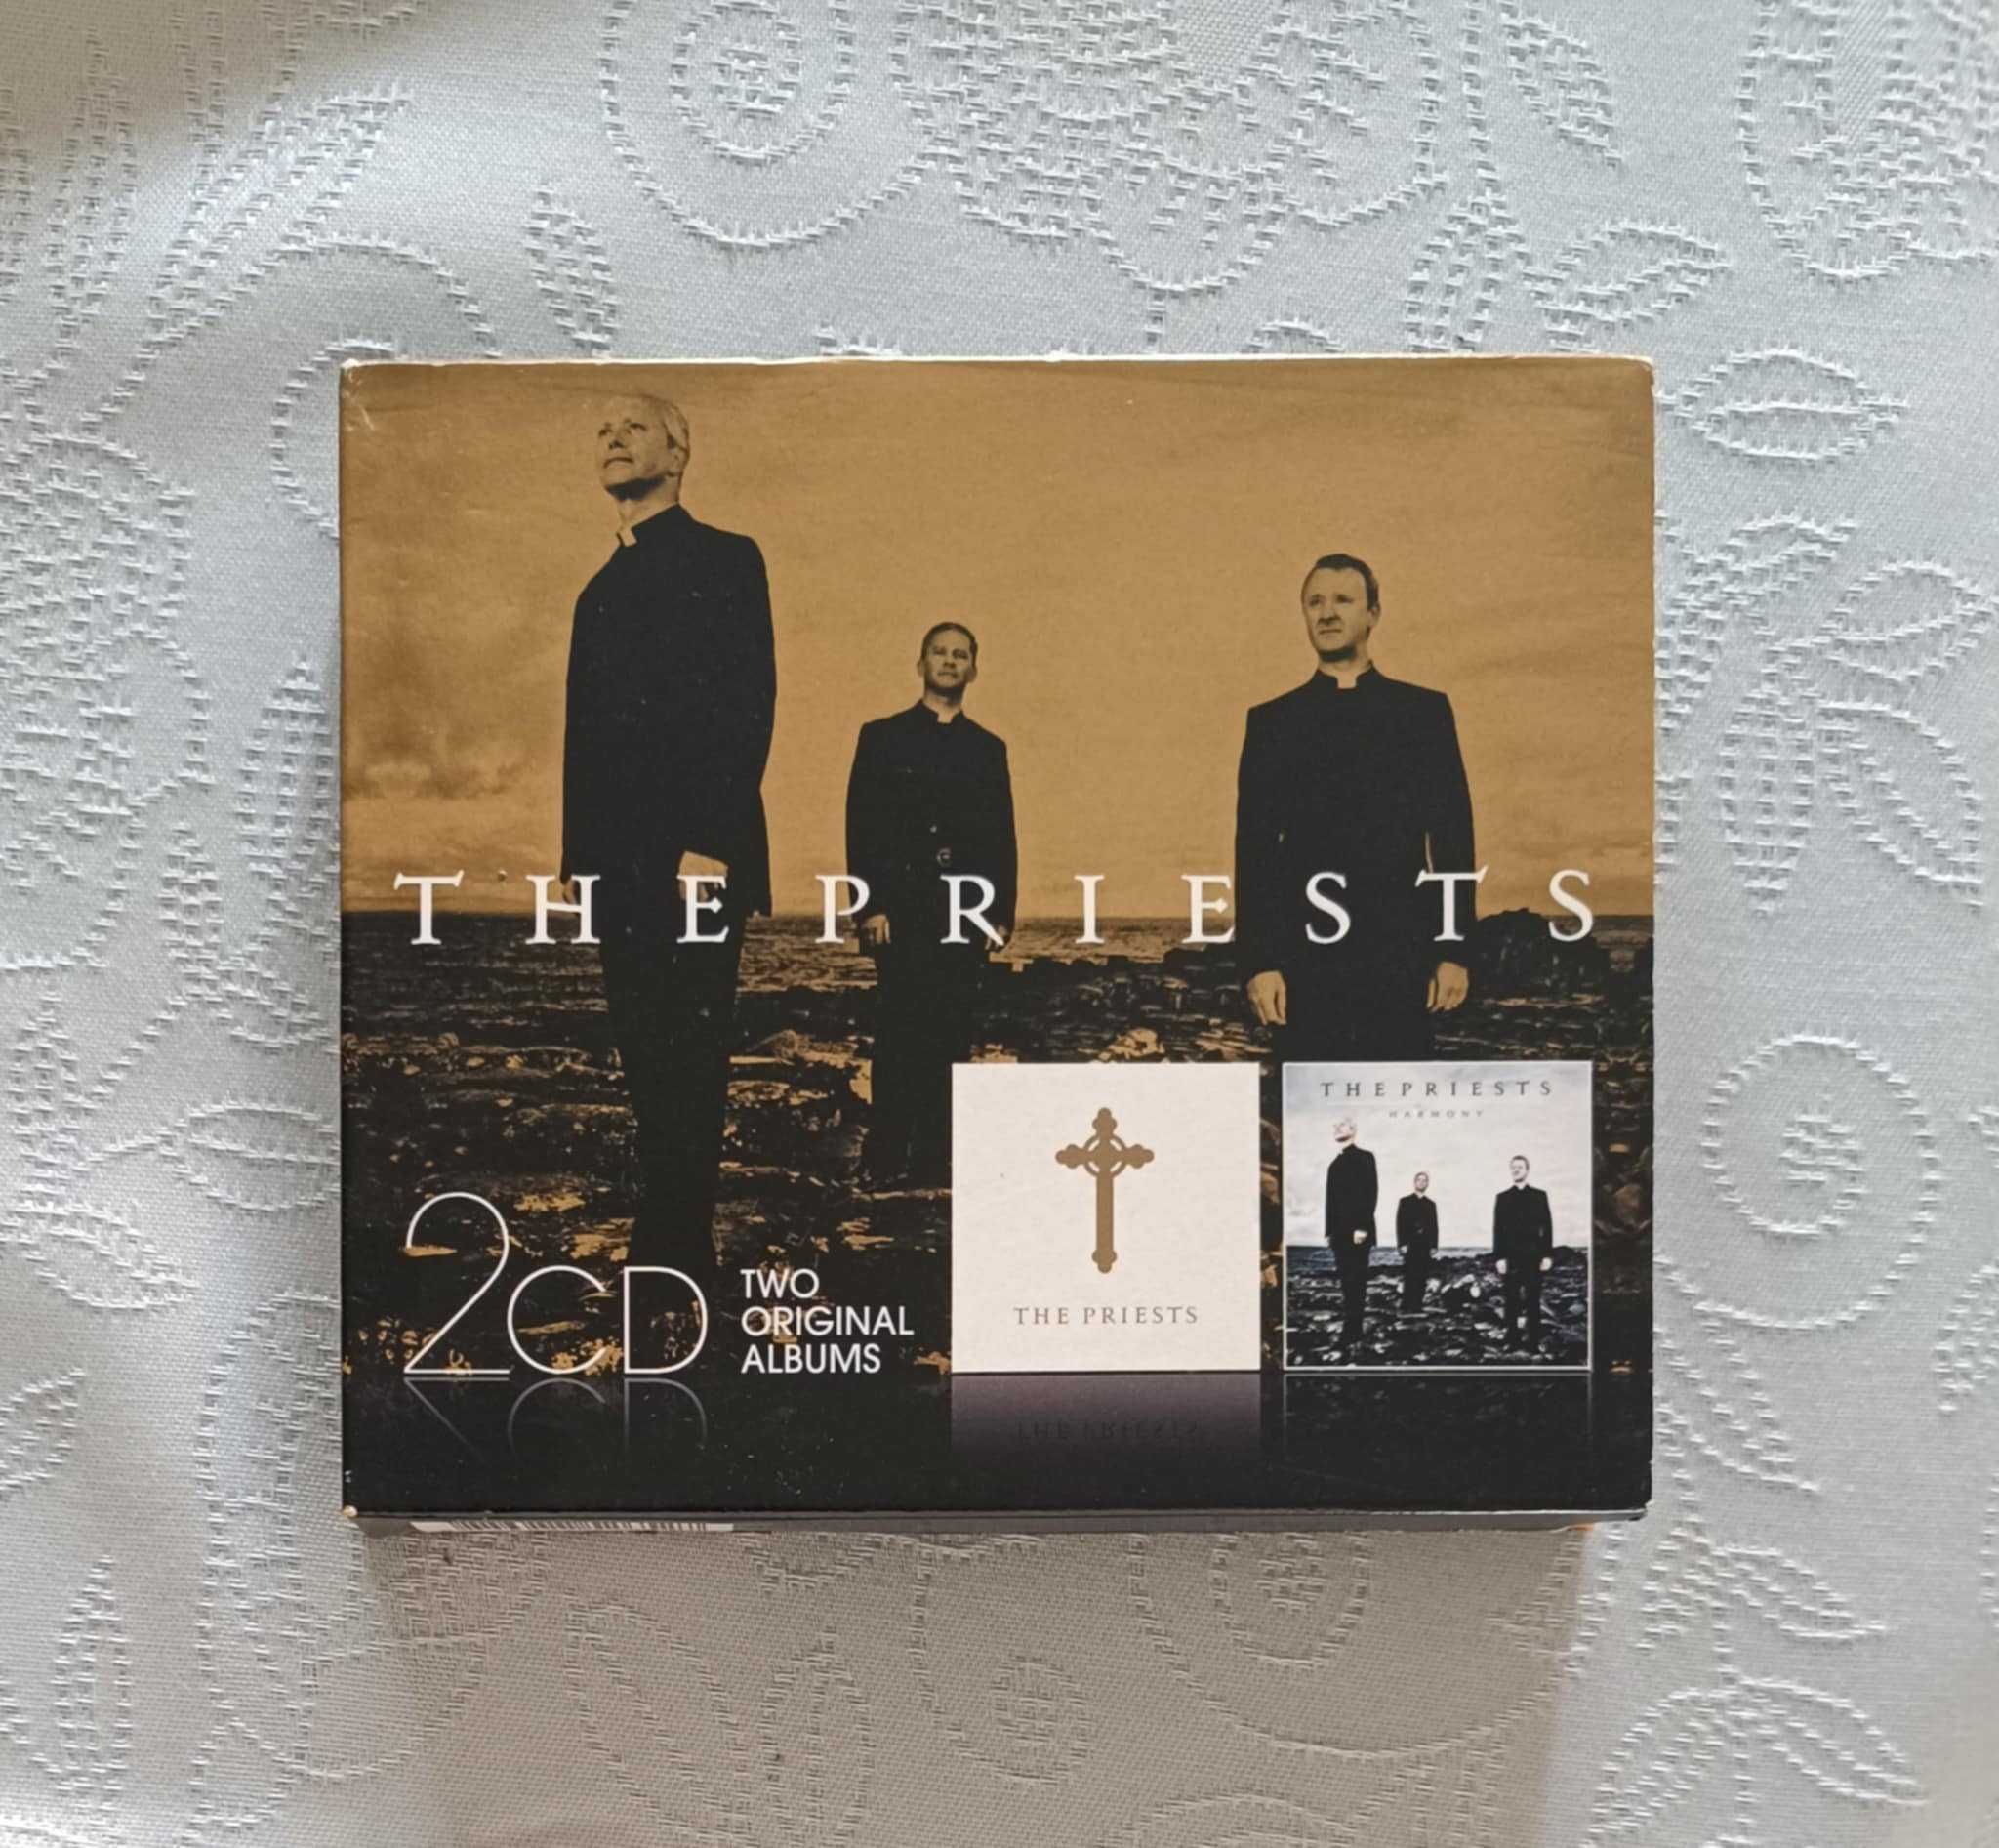 THE PRIESTS
2CD
TWO
ORIGINAL
ALBUMS
THE PRIESTS
THE PRIESTS
HARMONY